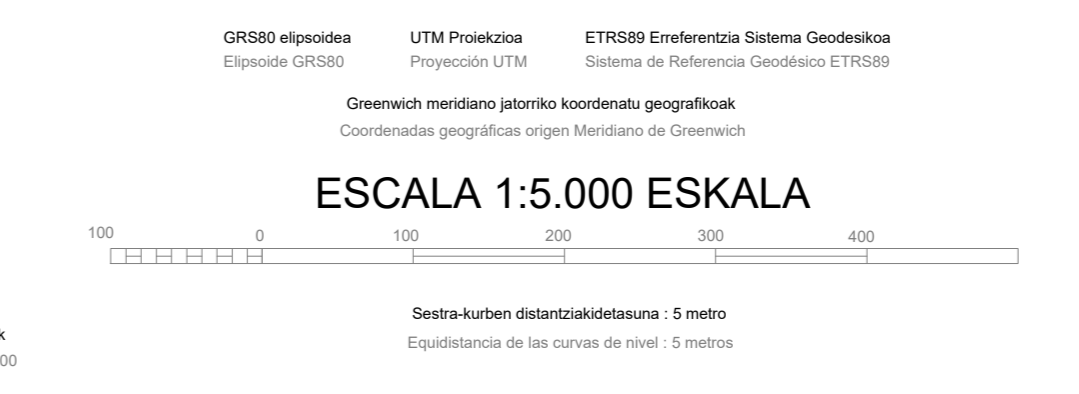 GRS80 elipsoidea UTM Proiekzioa ETRS89 Erreferentzia Sistema Geodesikoa
Elipsoide GRS80 Proyección UTM Sistema de Referencia Geodésico ETRS89
Greenwich meridiano jatorriko koordenatu geografikoak
Coordenadas geográficas origen Meridiano de Greenwich
ESCALA 1:5.000 ESKALA
100 0 100 200 300 400
Sestra-kurben distantziakidetasuna : 5 metro
k
Equidistancia de las curvas de nivel : 5 metros
00